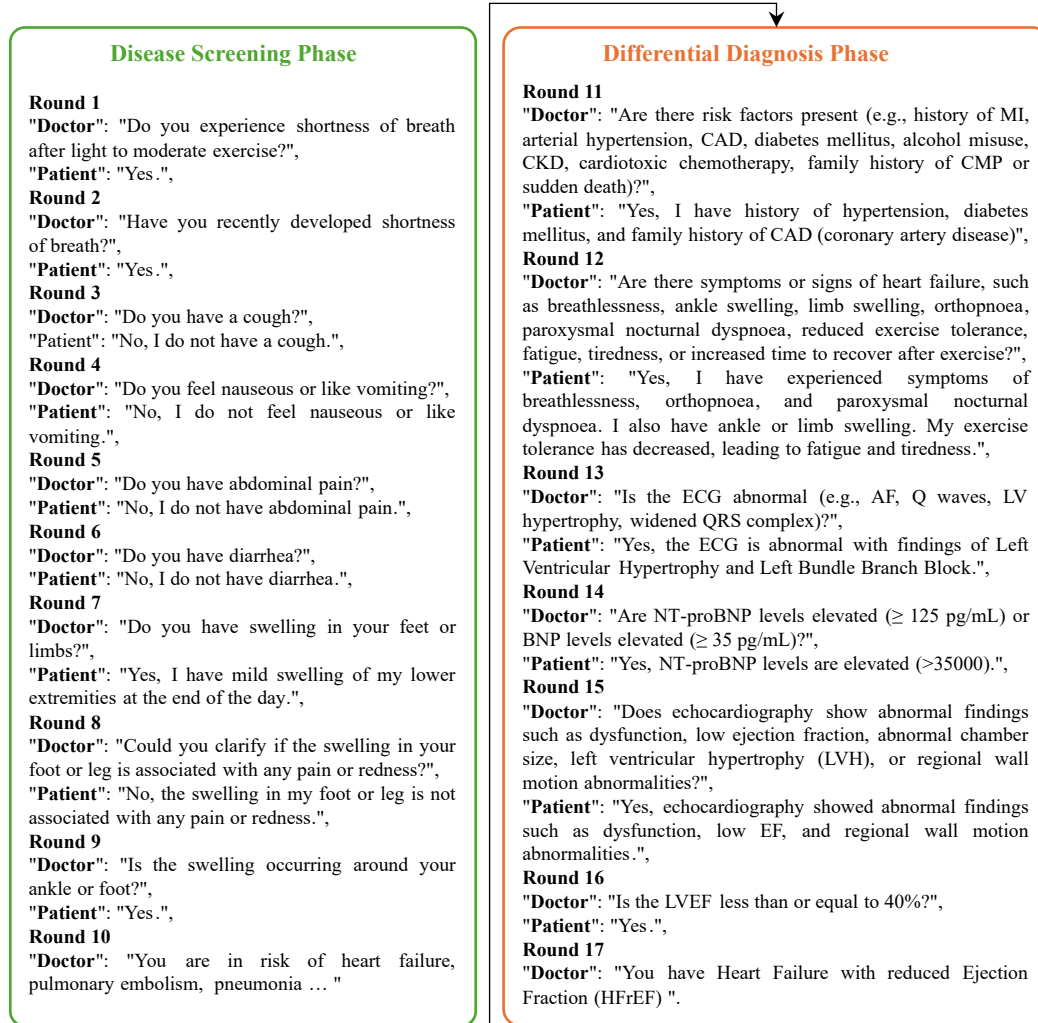 Disease Screening Phase
Round 1
"Doctor": "Do you experience shortness of breath
after light to moderate exercise?",
"Patient": "Yes.",
Round 2
"Doctor": "Have you recently developed shortness
of breath?",
"Patient": "Yes.",
Round 3
"Doctor": "Do you have a cough?",
"Patient": "No, I do not have a cough.",
Round 4
"Doctor": "Do you feel nauseous or like vomiting?",
"Patient": "No, I do not feel nauseous or like
vomiting.",
Round 5
"Doctor": "Do you have abdominal pain?",
"Patient": "No, I do not have abdominal pain.",
Round 6
"Doctor": "Do you have diarrhea?",
"Patient": "No, I do not have diarrhea.",
Round 7
"Doctor": "Do you have swelling in your feet or
limbs?",
"Patient": "Yes, I have mild swelling of my lower
extremities at the end of the day.",
Round 8
"Doctor": "Could you clarify if the swelling in your
foot or leg is associated with any pain or redness?",
"Patient": "No, the swelling in my foot or leg is not
associated with any pain or redness.",
Round 9
"Doctor": "Is the swelling occurring around your
ankle or foot?",
"Patient": "Yes.",
Round 10
"Doctor": "You are in risk of heart failure,
pulmonary embolism, pneumonia … "
Differential Diagnosis Phase
Round 11
"Doctor": "Are there risk factors present (e.g., history of MI,
arterial hypertension, CAD, diabetes mellitus, alcohol misuse,
CKD, cardiotoxic chemotherapy, family history of CMP or
sudden death)?",
"Patient": "Yes, I have history of hypertension, diabetes
mellitus, and family history of CAD (coronary artery disease)",
Round 12
"Doctor": "Are there symptoms or signs of heart failure, such
as breathlessness, ankle swelling, limb swelling, orthopnoea,
paroxysmal nocturnal dyspnoea, reduced exercise tolerance,
fatigue, tiredness, or increased time to recover after exercise?",
"Patient": "Yes, I have experienced symptoms of
breathlessness, orthopnoea, and paroxysmal nocturnal
dyspnoea. I also have ankle or limb swelling. My exercise
tolerance has decreased, leading to fatigue and tiredness.",
Round 13
"Doctor": "Is the ECG abnormal (e.g., AF, Q waves, LV
hypertrophy, widened QRS complex)?",
"Patient": "Yes, the ECG is abnormal with findings of Left
Ventricular Hypertrophy and Left Bundle Branch Block.",
Round 14
"Doctor": "Are NT-proBNP levels elevated (≥ 125 pg/mL) or
BNP levels elevated (≥ 35 pg/mL)?",
"Patient": "Yes, NT-proBNP levels are elevated (>35000).",
Round 15
"Doctor": "Does echocardiography show abnormal findings
such as dysfunction, low ejection fraction, abnormal chamber
size, left ventricular hypertrophy (LVH), or regional wall
motion abnormalities?",
"Patient": "Yes, echocardiography showed abnormal findings
such as dysfunction, low EF, and regional wall motion
abnormalities.",
Round 16
"Doctor": "Is the LVEF less than or equal to 40%?",
"Patient": "Yes.",
Round 17
"Doctor": "You have Heart Failure with reduced Ejection
Fraction (HFrEF) ".